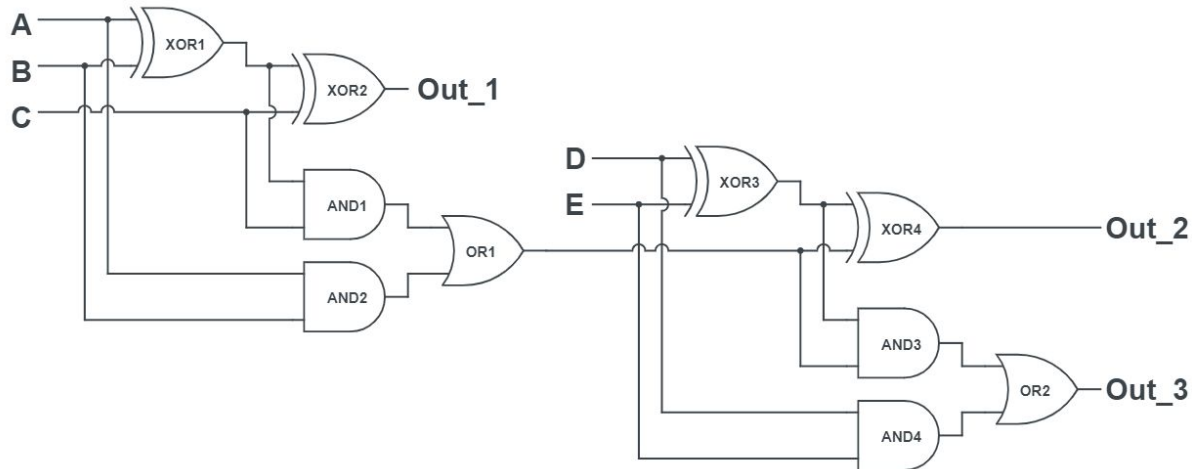 A
XOR1
B
XOR2
Out_1
C
D
XOR3
AND1
E
XOR4
Out_2
OR1
AND2
AND3
OR2
Out_3
AND4